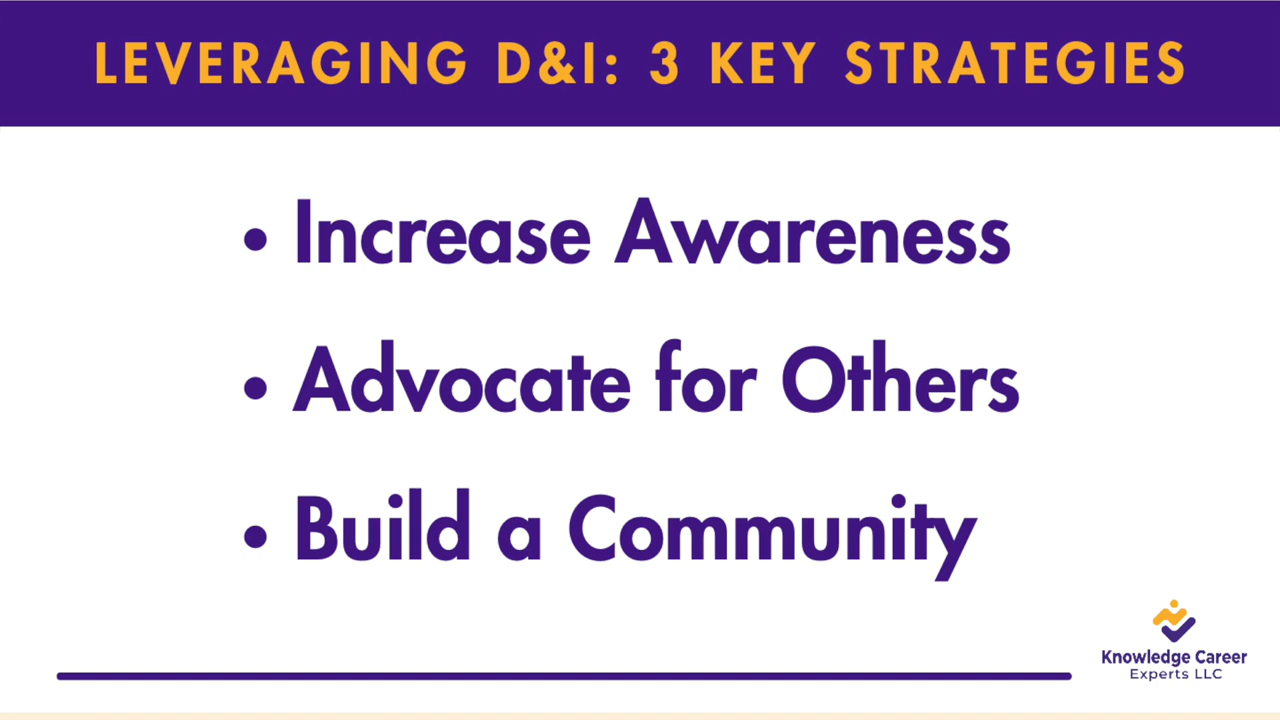 LEVERAGING D&I: 3 KEY STRATEGIES
• Increase Awareness
• Advocate for Others
• Build a Community
Knowledge Career
Experts LLC